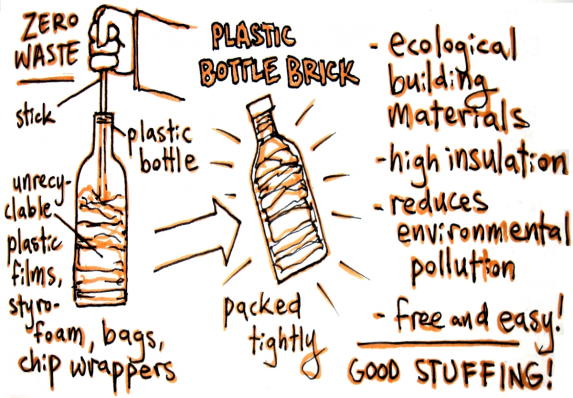 ZERO
WASTE
stick
plastic
bottle
unrecy-
clable
plastic
films,
styro-
foam, bags,
chip wrappers
PLASTIC
BOTTLE BRICK
packed
tightly
- ecological
building
materials
- high insulation
- reduces
environmental
pollution
- free and easy!
GOOD STUFFING!